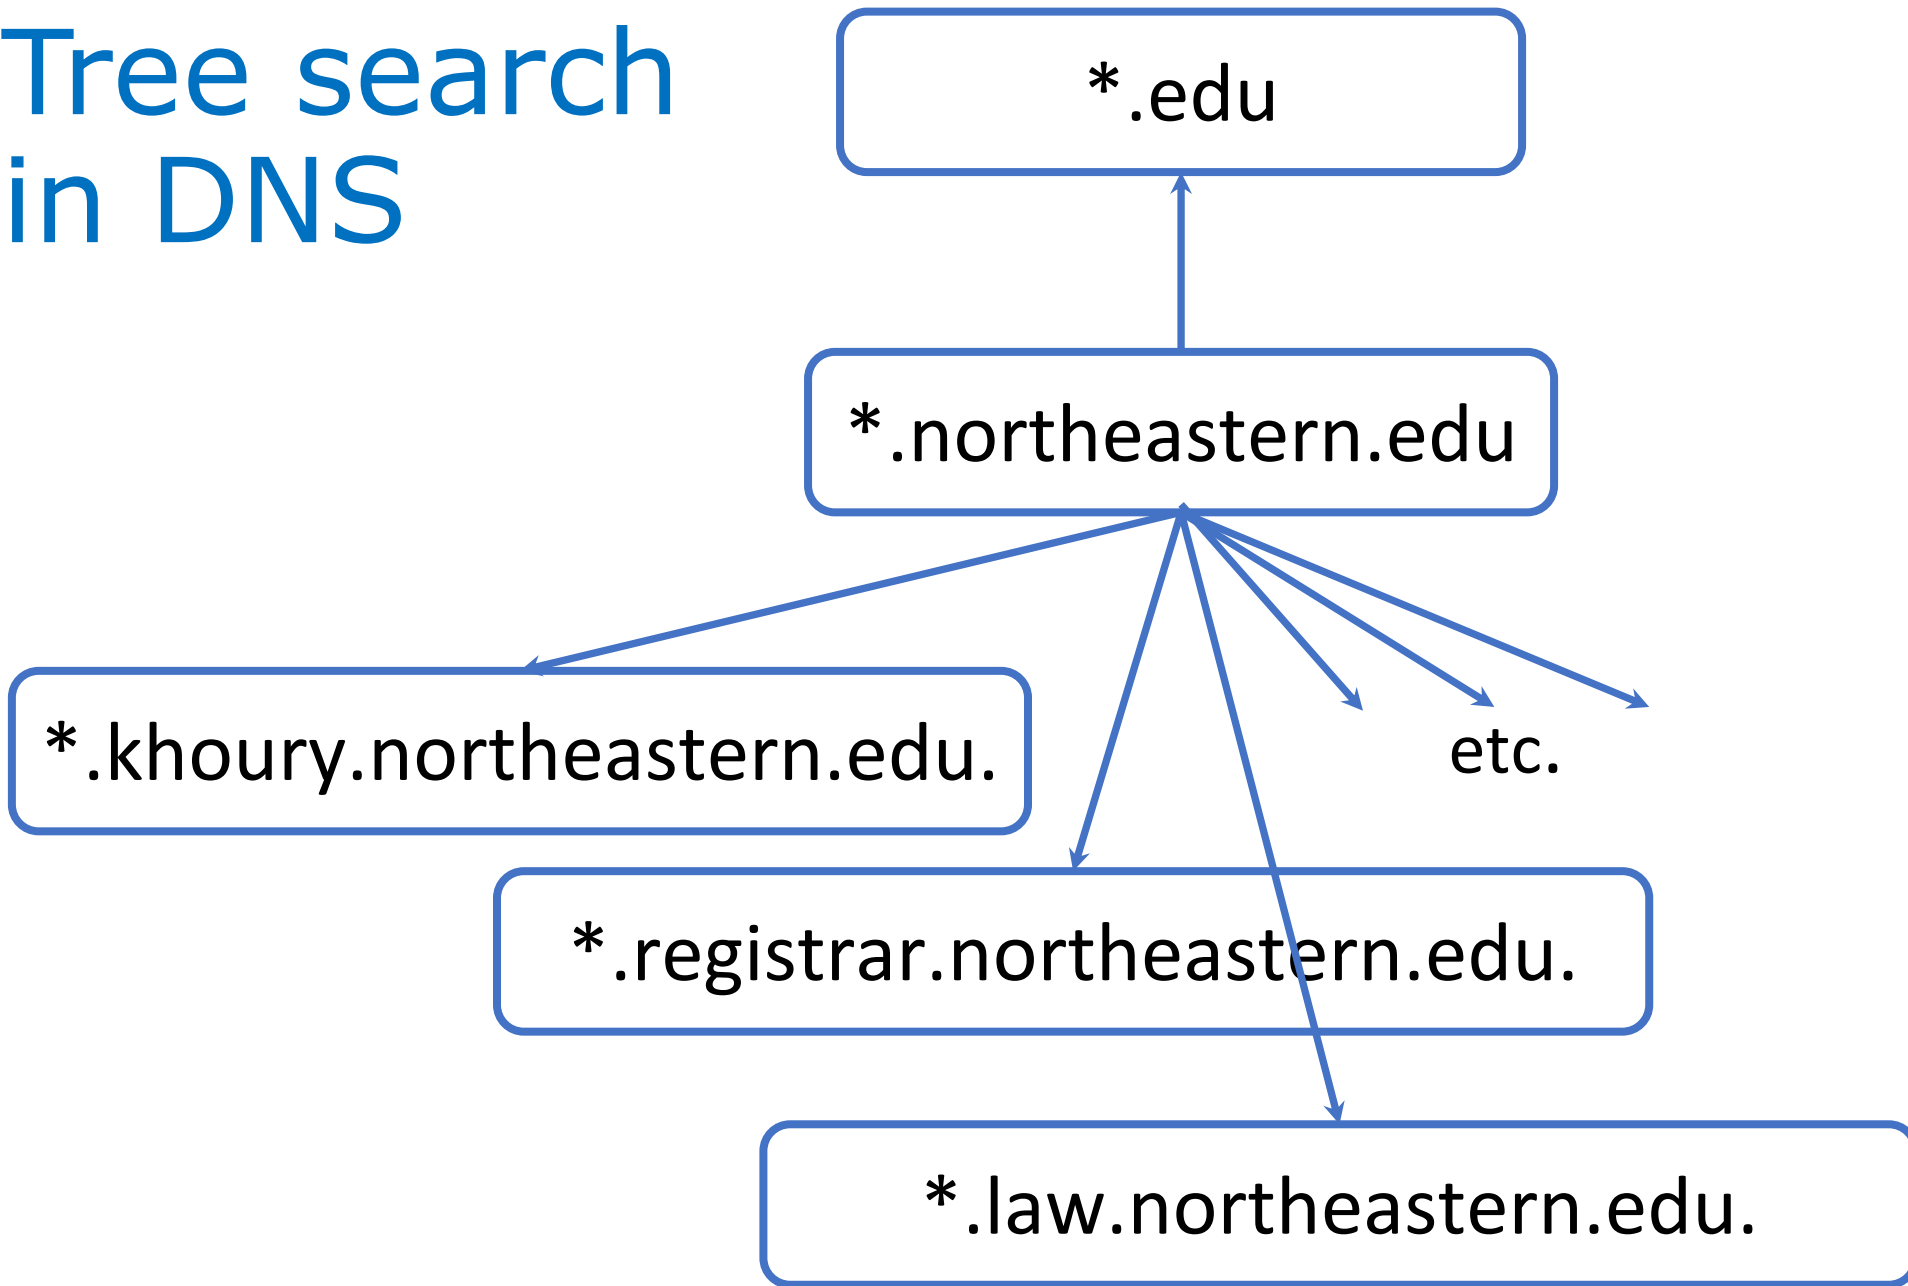 Tree search
in DNS
*.edu
*.northeastern.edu
*.khoury.northeastern.edu.
etc.
*.registrar.northeastern.edu.
*.law.northeastern.edu.